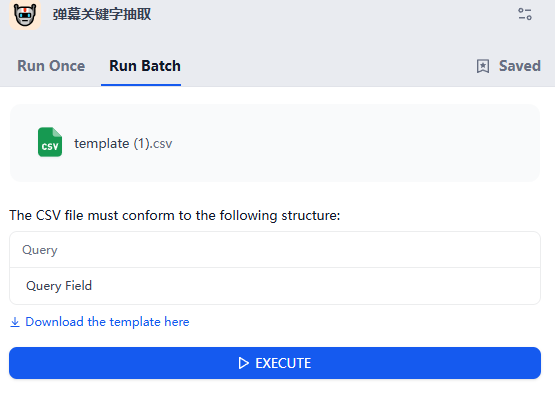 弹幕关键字抽取
Run Once Run Batch Saved
CSV template (1).csv
The CSV file must conform to the following structure:
Query
Query Field
Download the template here
EXECUTE